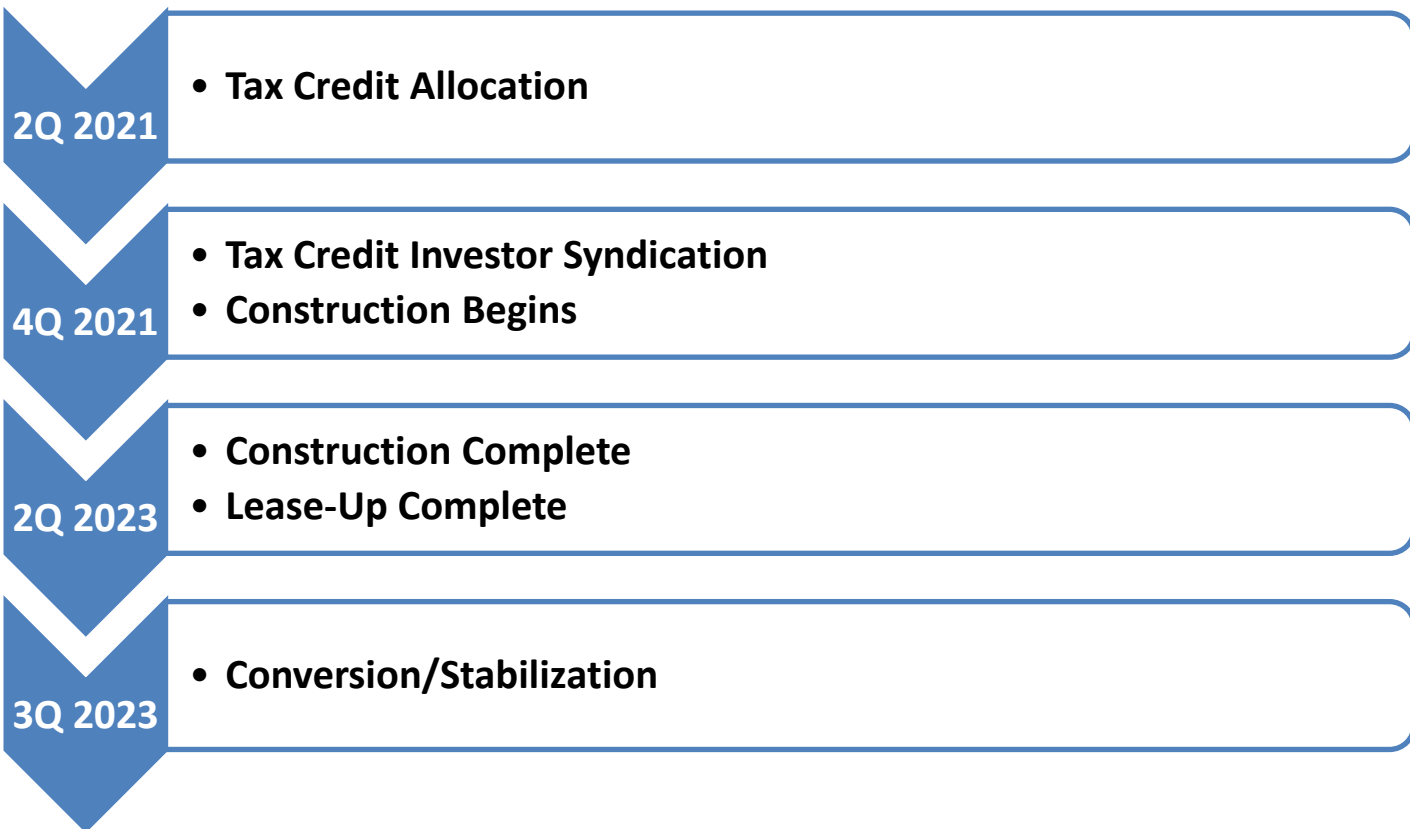 2Q 2021
• Tax Credit Allocation
4Q 2021
• Tax Credit Investor Syndication
• Construction Begins
2Q 2023
• Construction Complete
• Lease-Up Complete
3Q 2023
• Conversion/Stabilization